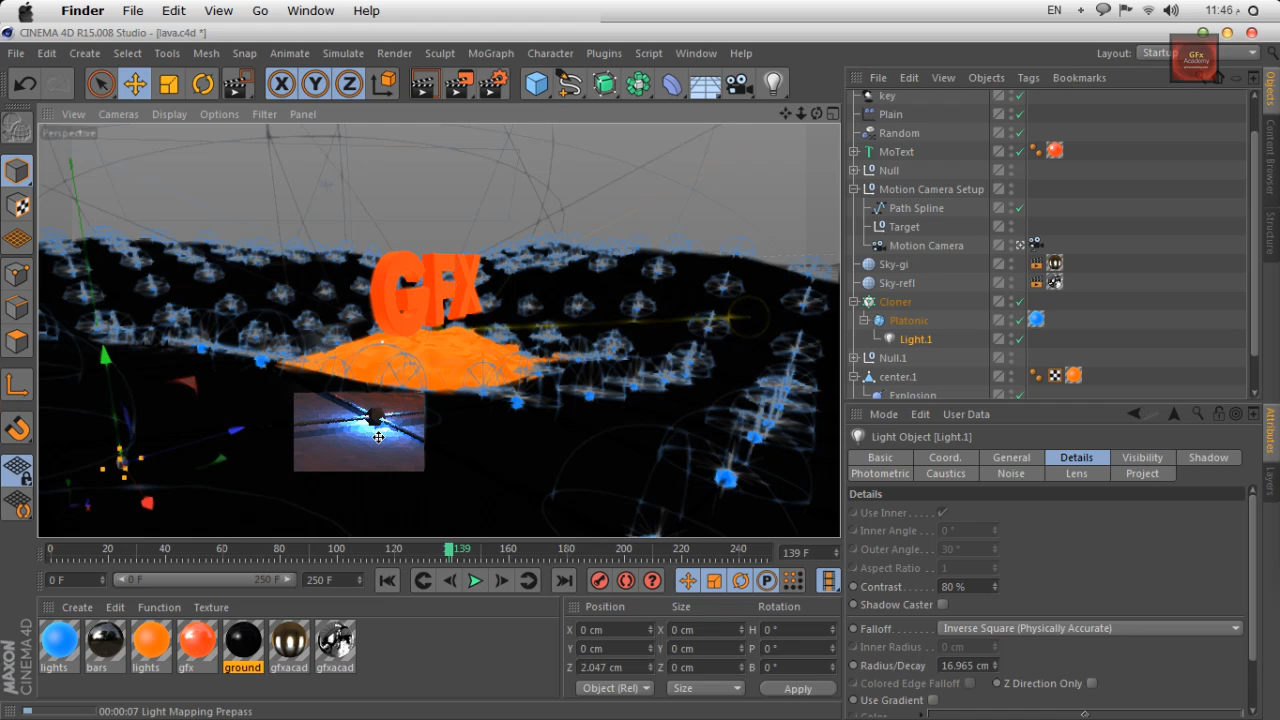 Finder File Edit View Go Window Help EN 11:46 م
CINEMA 4D R15.008 Studio - [lava.c4d *]
File Edit Create Select Tools Mesh Snap Animate Simulate Render Sculpt MoGraph Character Plugins Script Window Help Layout: Startup
GFx
Academy
X Y Z
File Edit View Objects Tags Bookmarks
Objects
Content Browser
Structure
View Cameras Display Options Filter Panel
Perspective
key
Plain
Random
MoText
Null
Motion Camera Setup
Path Spline
Target
Motion Camera
Sky-gi
Sky-refl
Cloner
Platonic
Light.1
Null.1
center.1
Explosion
GFX
Mode Edit User Data
Attributes
Layers
Light Object [Light.1]
Basic Coord. General Details Visibility Shadow
Photometric Caustics Noise Lens Project
Details
Use Inner
Inner Angle 0 °
Outer Angle 30 °
Aspect Ratio 1
Contrast 80 %
Shadow Caster
Falloff Inverse Square (Physically Accurate)
Inner Radius 0 cm
Radius/Decay 16.965 cm
Colored Edge Falloff Z Direction Only
Use Gradient
Color
0 20 40 60 80 100 120 139 160 180 200 220 240 139 F
0 F 0 F 250 F 250 F
P
Create Edit Function Texture
lights bars lights gfx ground gfxacad gfxacad
Position Size Rotation
X 0 cm X 0 cm H 0 °
Y 0 cm Y 0 cm P 0 °
Z 2.047 cm Z 0 cm B 0 °
Object (Rel) Size Apply
MAXON
CINEMA 4D
00:00:07 Light Mapping Prepass